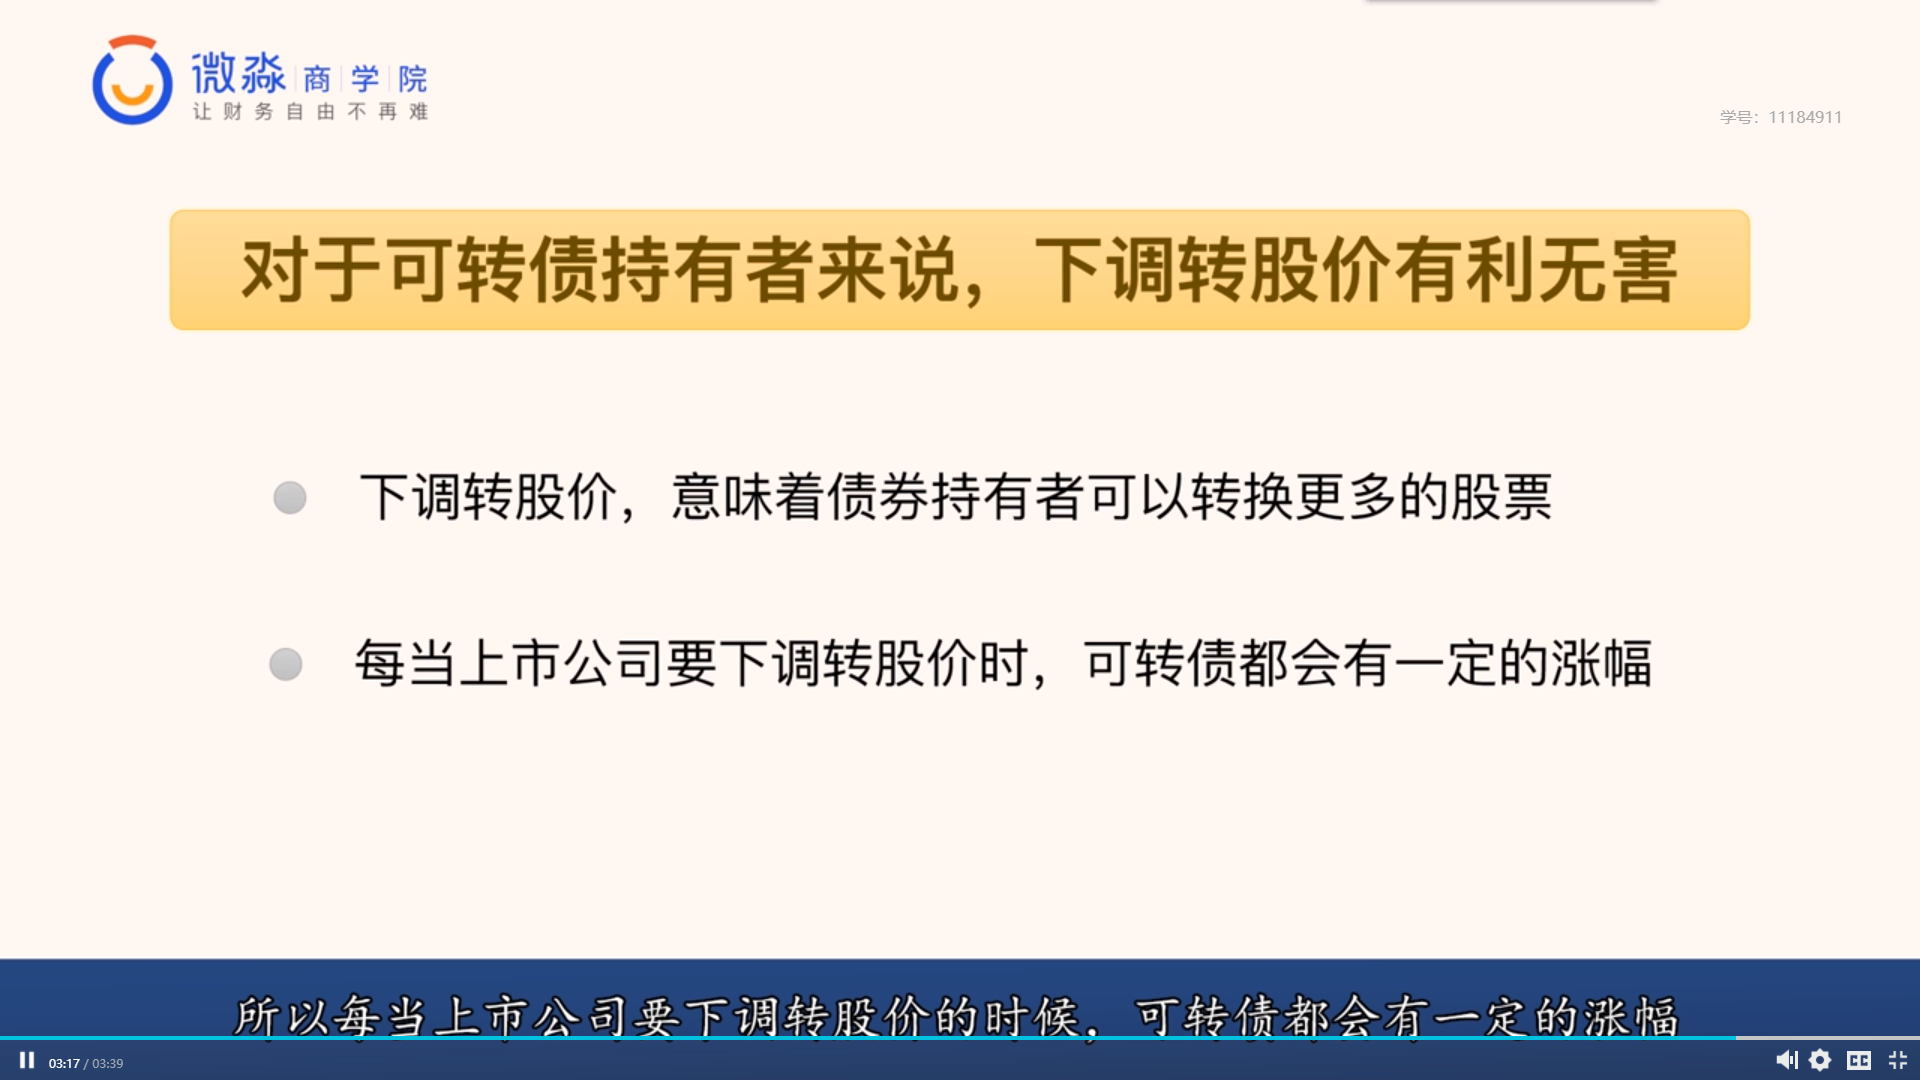 微淼商学院
让财务自由不再难
学号：11184911
对于可转债持有者来说，下调转股价有利无害
下调转股价，意味着债券持有者可以转换更多的股票
每当上市公司要下调转股价时，可转债都会有一定的涨幅
所以每当上市公司要下调转股价的时候，可转债都会有一定的涨幅
03:17 / 03:39
CC